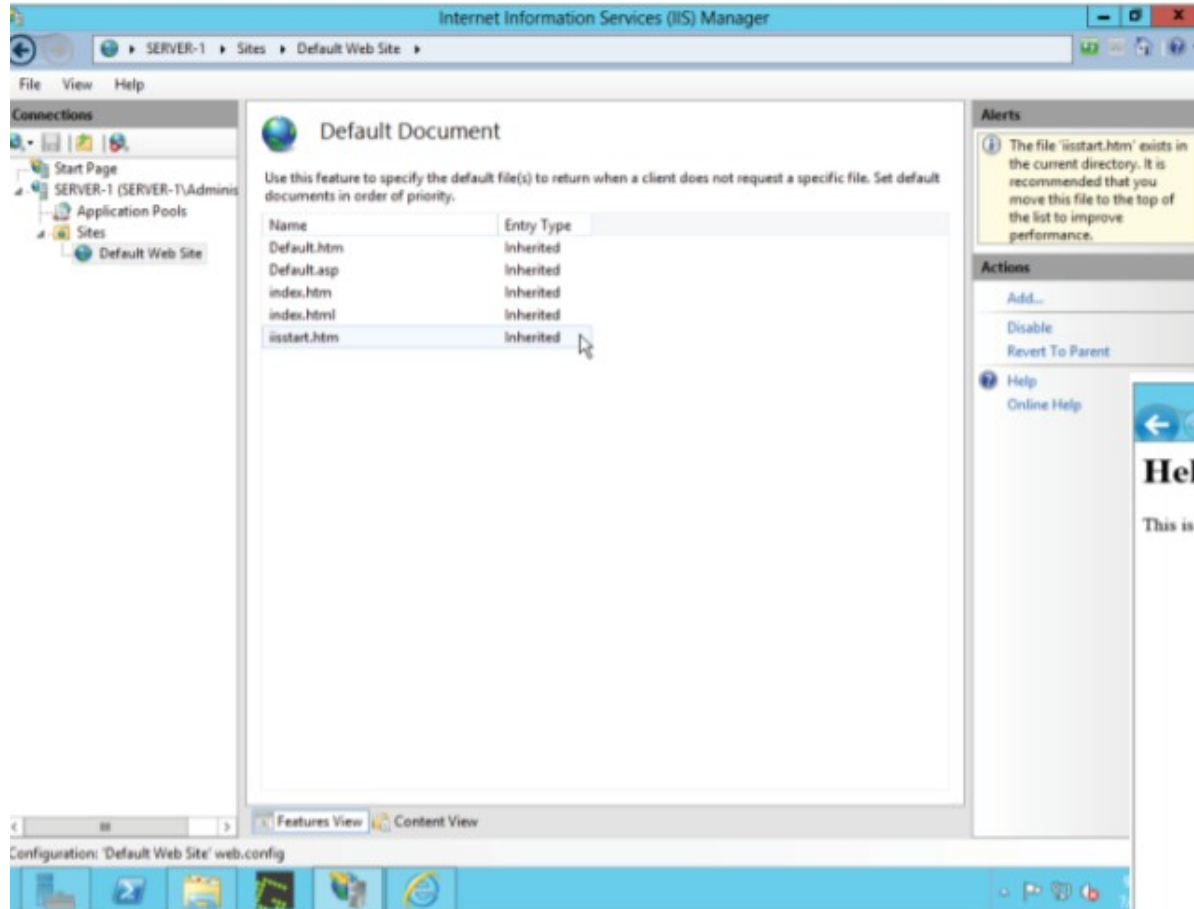 Internet Information Services (IIS) Manager
SERVER-1 Sites Default Web Site
File View Help
Connections
Start Page
SERVER-1 (SERVER-1\Adminis
Application Pools
Sites
Default Web Site
Default Document
Use this feature to specify the default file(s) to return when a client does not request a specific file. Set default
documents in order of priority.
Name Entry Type
Default.htm Inherited
Default.asp Inherited
index.htm Inherited
index.html Inherited
iisstart.htm Inherited
Features View Content View
Alerts
The file 'iisstart.htm' exists in
the current directory. It is
recommended that you
move this file to the top of
the list to improve
performance.
Actions
Add...
Disable
Revert To Parent
Help
Online Help
Hel
This is
Configuration: 'Default Web Site' web.config